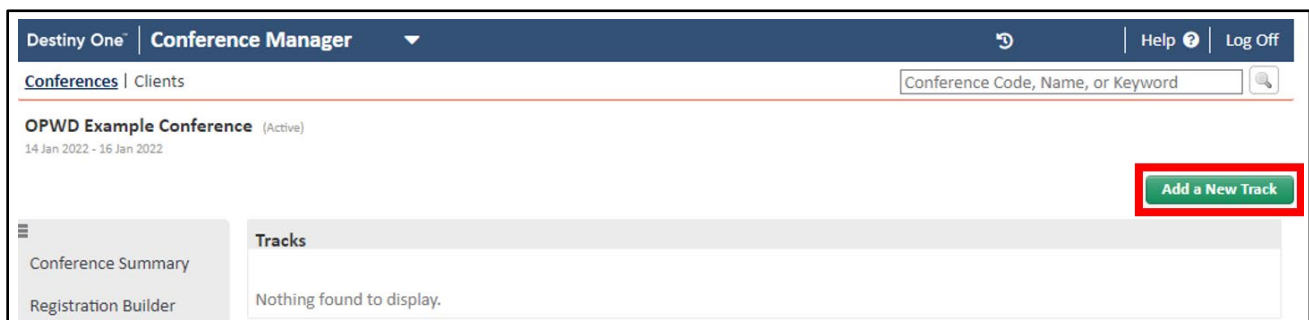 Destiny One™ | Conference Manager Help | Log Off
Conferences | Clients Conference Code, Name, or Keyword
OPWD Example Conference (Active)
14 Jan 2022 - 16 Jan 2022
Add a New Track
Tracks
Conference Summary
Registration Builder
Nothing found to display.